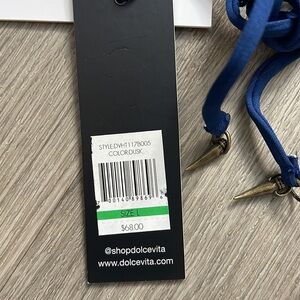 STYLE:DVHT1178005
COLOR:DUSK
SIZE L
$68.00
@shopdolcevita
www.dolcevita.com